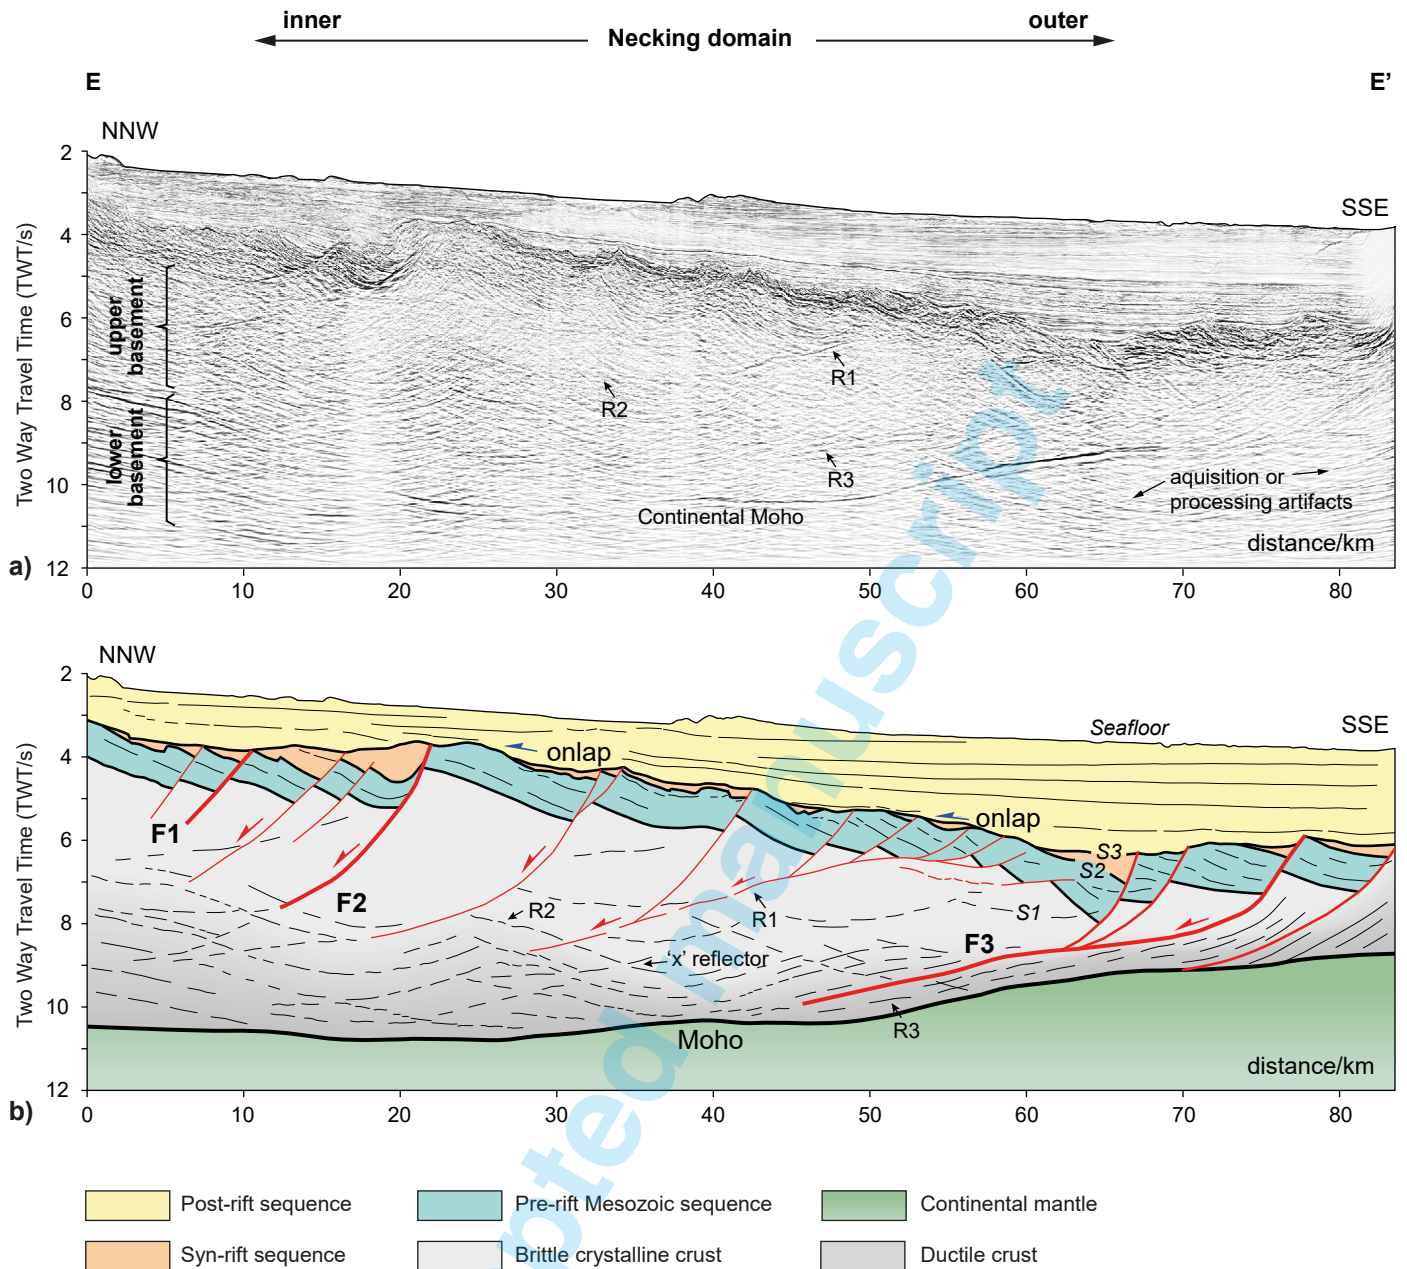 inner
outer
Necking domain
E
E’
NNW
SSE
2
4
6
8
10
12
Two Way Travel Time (TWT/s)
upper
basement
lower
basement
R1
R2
R3
Continental Moho
aquisition or
processing artifacts
distance/km
a)
0 10 20 30 40 50 60 70 80
NNW
SSE
Seafloor
2
4
6
8
10
12
Two Way Travel Time (TWT/s)
onlap
onlap
F1
F2
F3
S3
S2
S1
R2
R1
‘x’ reflector
R3
Moho
distance/km
b)
0 10 20 30 40 50 60 70 80
Post-rift sequence
Pre-rift Mesozoic sequence
Continental mantle
Syn-rift sequence
Brittle crystalline crust
Ductile crust
pted manuscript